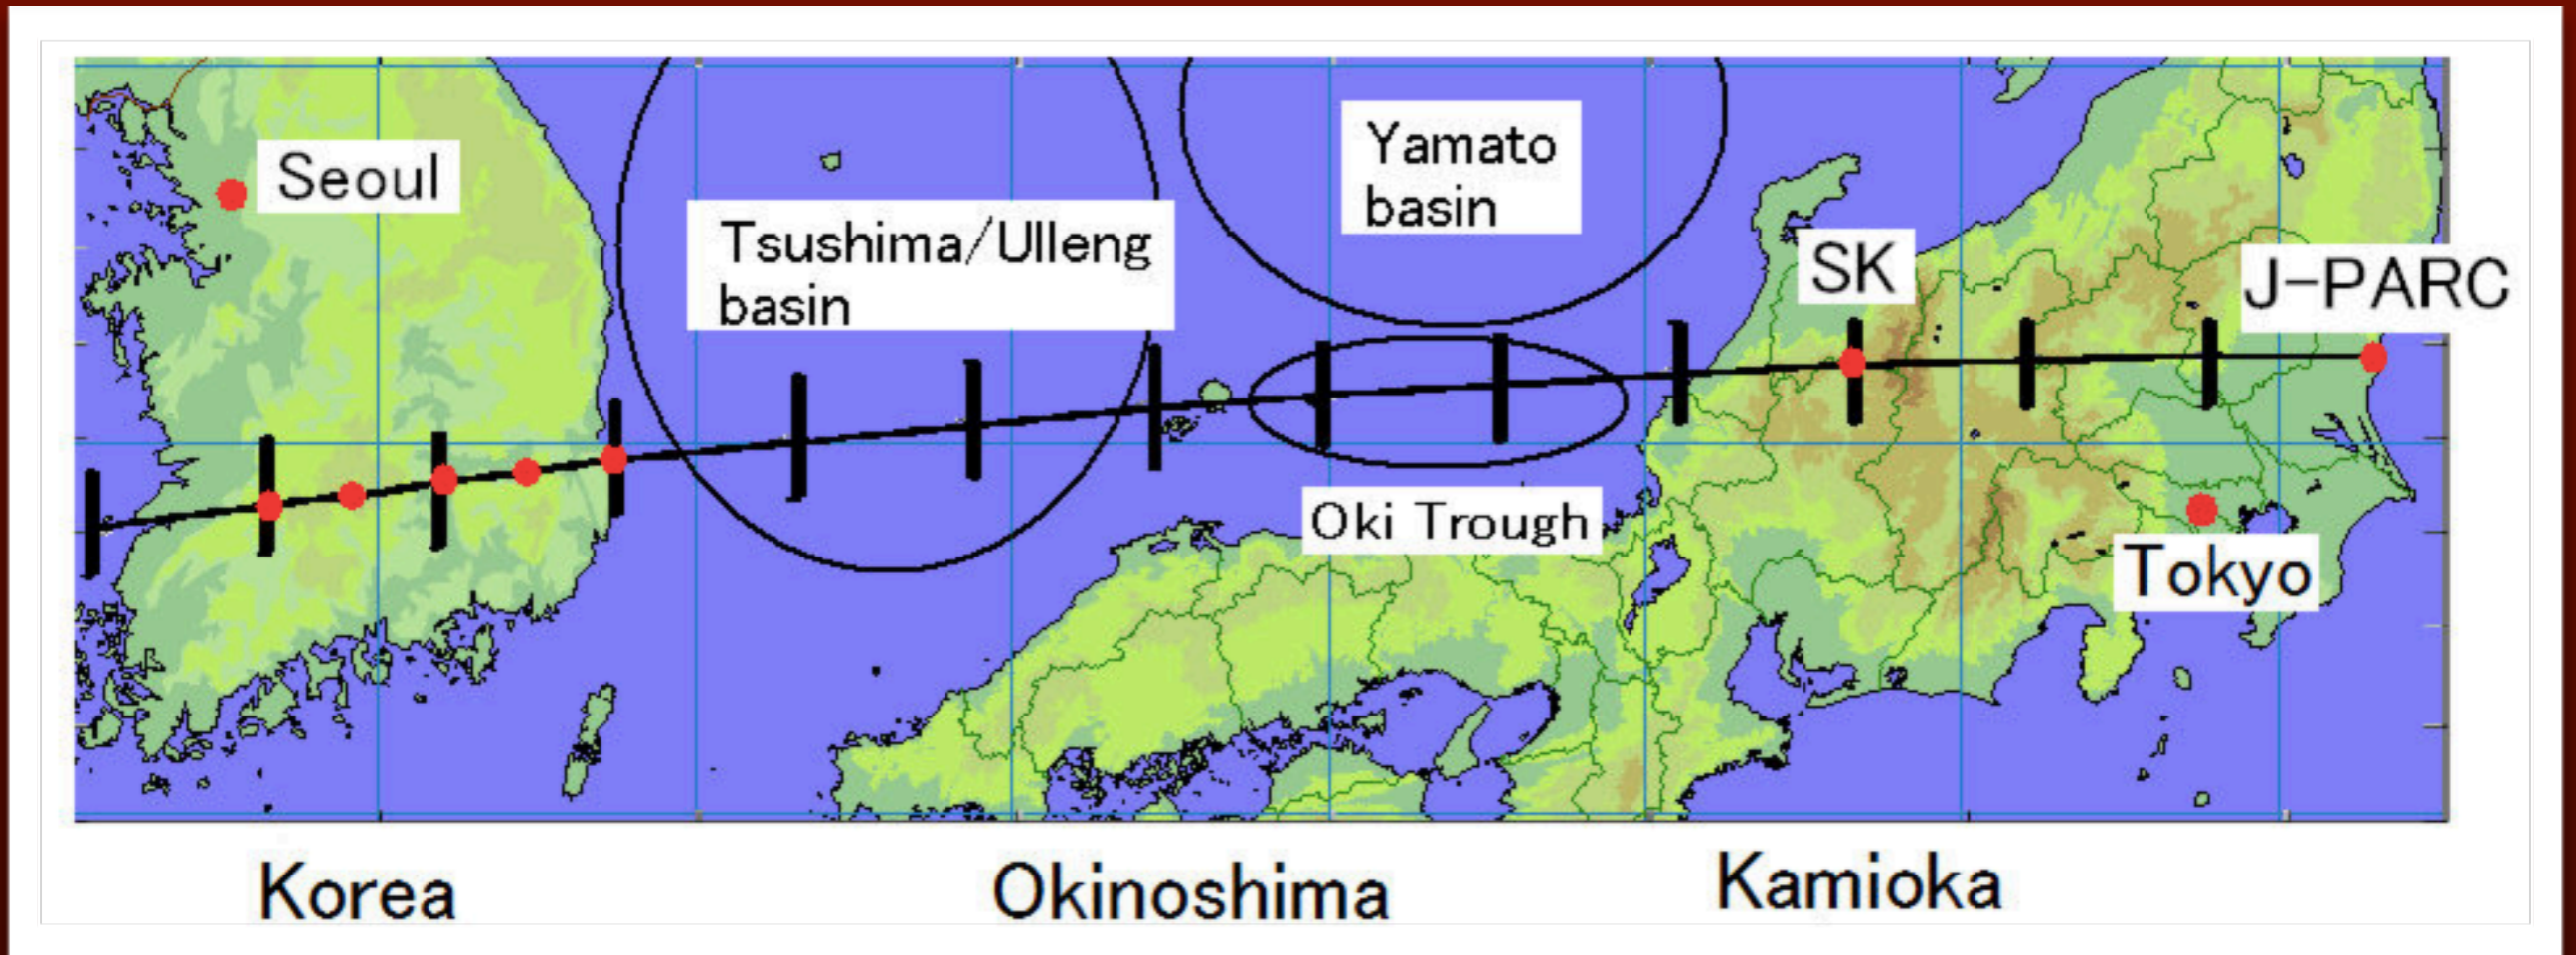 Seoul
Tsushima/Ulleng
basin
Yamato
basin
SK
J-PARC
Oki Trough
Tokyo
Korea
Okinoshima
Kamioka